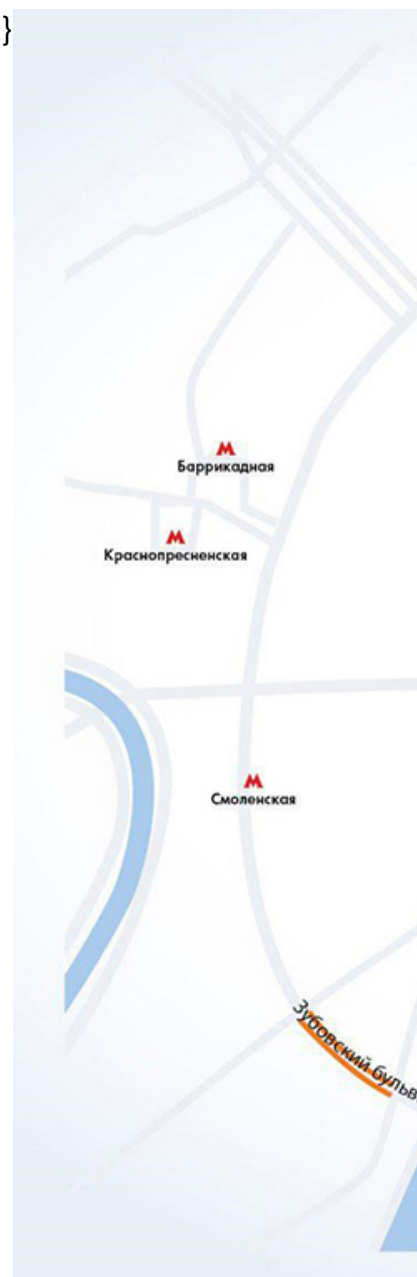 }
М
Баррикадная
М
Краснопресненская
М
Смоленская
Зубовский бульв